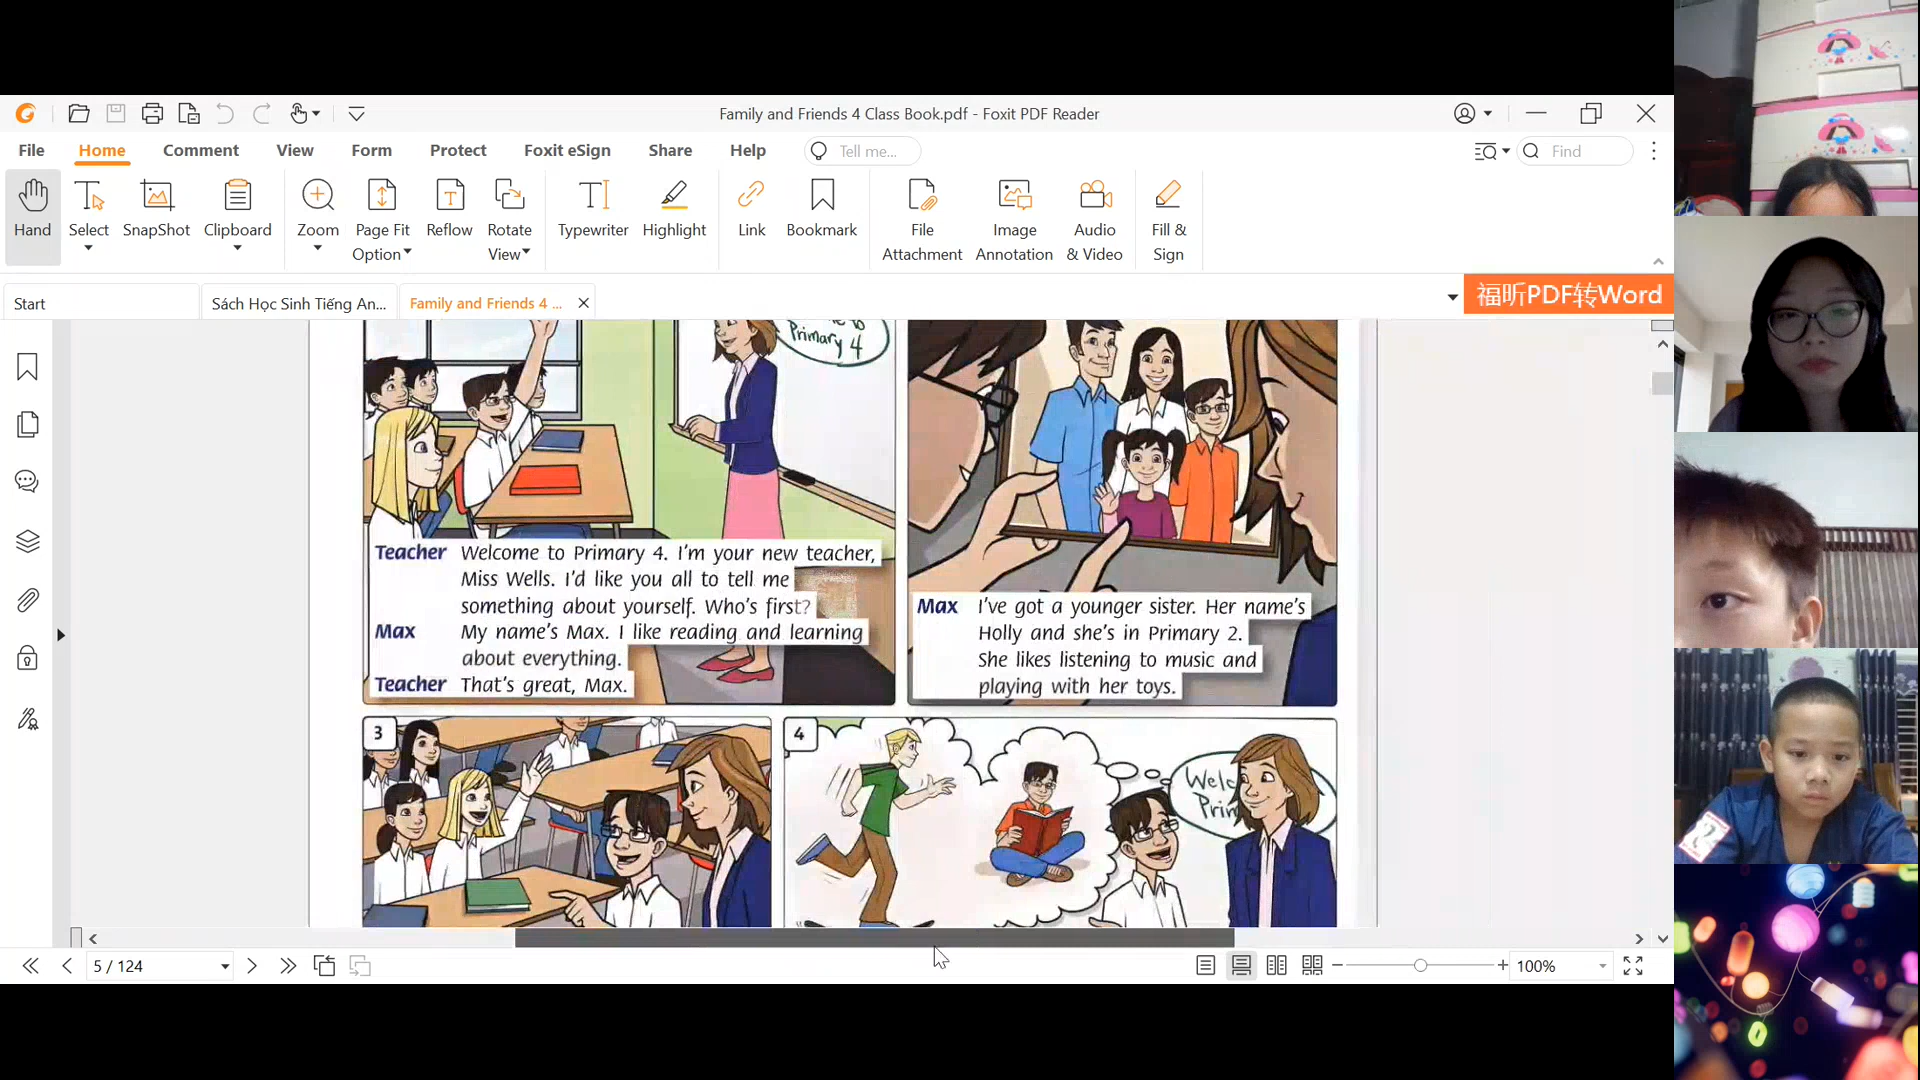 Family and Friends 4 Class Book.pdf - Foxit PDF Reader
File Home Comment View Form Protect Foxit eSign Share Help Tell me... Find
Hand Select SnapShot Clipboard Zoom Page Fit Option Reflow Rotate View Typewriter Highlight Link Bookmark File Attachment Image Annotation Audio & Video Fill & Sign
Start Sách Học Sinh Tiếng An... Family and Friends 4 ... 福昕PDF转Word
Primary 4
Teacher Welcome to Primary 4. I'm your new teacher,
Miss Wells. I'd like you all to tell me
something about yourself. Who's first?
Max My name's Max. I like reading and learning
about everything.
Teacher That's great, Max.
Max I've got a younger sister. Her name's
Holly and she's in Primary 2.
She likes listening to music and
playing with her toys.
3
4
Welc
Prim
5 / 124 100%